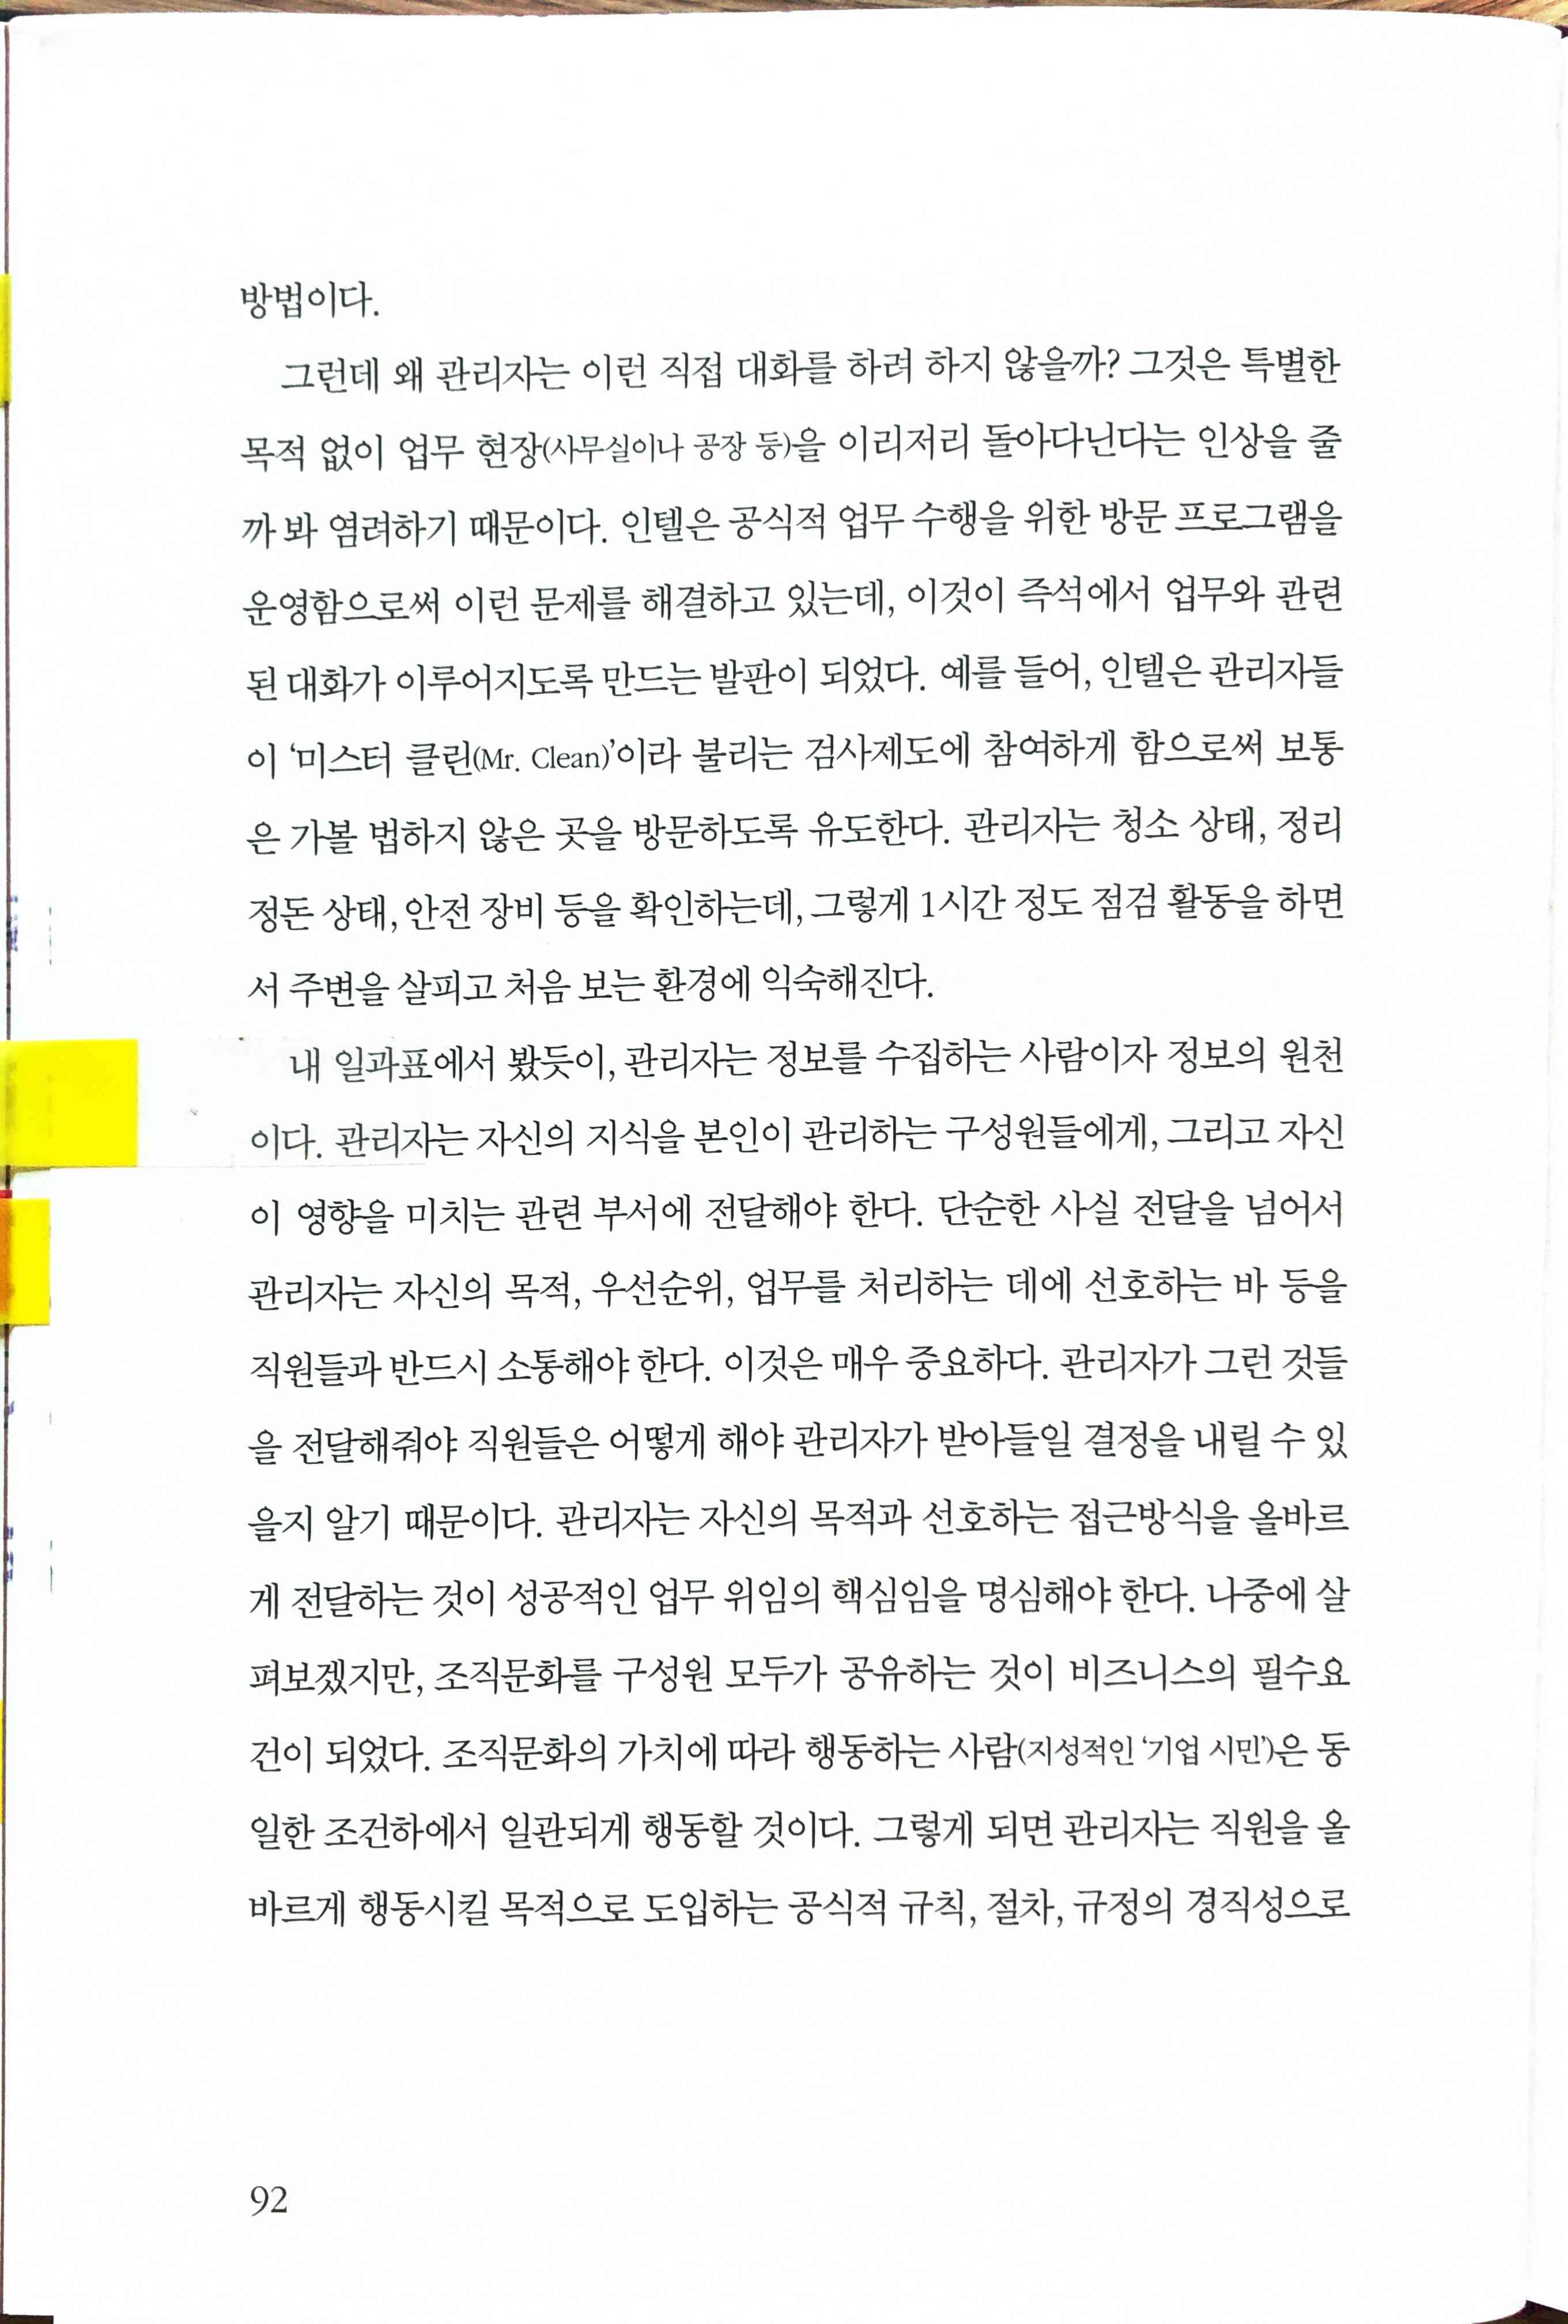 방법이다.
그런데 왜 관리자는 이런 직접 대화를 하려 하지 않을까? 그것은 특별한
목적 없이 업무 현장(사무실이나 공장 등)을 이리저리 돌아다닌다는 인상을 줄
까 봐 염려하기 때문이다. 인텔은 공식적 업무 수행을 위한 방문 프로그램을
운영함으로써 이런 문제를 해결하고 있는데, 이것이 즉석에서 업무와 관련
된 대화가 이루어지도록 만드는 발판이 되었다. 예를 들어, 인텔은 관리자들
이 ‘미스터 클린(Mr. Clean)’이라 불리는 검사제도에 참여하게 함으로써 보통
은 가볼 법하지 않은 곳을 방문하도록 유도한다. 관리자는 청소 상태, 정리
정돈 상태, 안전 장비 등을 확인하는데, 그렇게 1시간 정도 점검 활동을 하면
서 주변을 살피고 처음 보는 환경에 익숙해진다.
내 일과표에서 봤듯이, 관리자는 정보를 수집하는 사람이자 정보의 원천
이다. 관리자는 자신의 지식을 본인이 관리하는 구성원들에게, 그리고 자신
이 영향을 미치는 관련 부서에 전달해야 한다. 단순한 사실 전달을 넘어서
관리자는 자신의 목적, 우선순위, 업무를 처리하는 데에 선호하는 바 등을
직원들과 반드시 소통해야 한다. 이것은 매우 중요하다. 관리자가 그런 것들
을 전달해줘야 직원들은 어떻게 해야 관리자가 받아들일 결정을 내릴 수 있
을지 알기 때문이다. 관리자는 자신의 목적과 선호하는 접근방식을 올바르
게 전달하는 것이 성공적인 업무 위임의 핵심임을 명심해야 한다. 나중에 살
펴보겠지만, 조직문화를 구성원 모두가 공유하는 것이 비즈니스의 필수요
건이 되었다. 조직문화의 가치에 따라 행동하는 사람(지성적인 ‘기업 시민’)은 동
일한 조건하에서 일관되게 행동할 것이다. 그렇게 되면 관리자는 직원을 올
바르게 행동시킬 목적으로 도입하는 공식적 규칙, 절차, 규정의 경직성으로
92